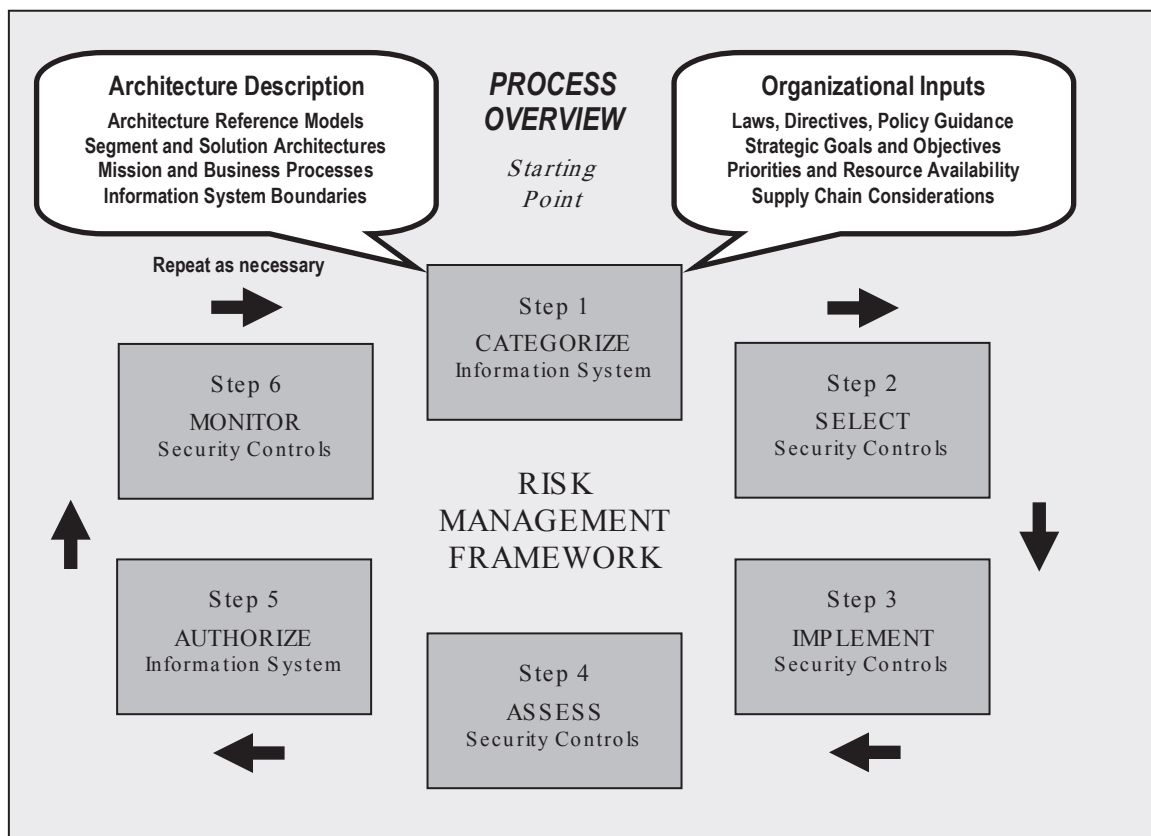 Architecture Description
Architecture Reference Models
Segment and Solution Architectures
Mission and Business Processes
Information System Boundaries
PROCESS
OVERVIEW
Starting
Point
Organizational Inputs
Laws, Directives, Policy Guidance
Strategic Goals and Objectives
Priorities and Resource Availability
Supply Chain Considerations
Repeat as necessary
Step 1
CATEGORIZE
Information System
Step 2
SELECT
Security Controls
Step 3
IMPLEMENT
Security Controls
Step 4
ASSESS
Security Controls
Step 5
AUTHORIZE
Information System
Step 6
MONITOR
Security Controls
RISK
MANAGEMENT
FRAMEWORK